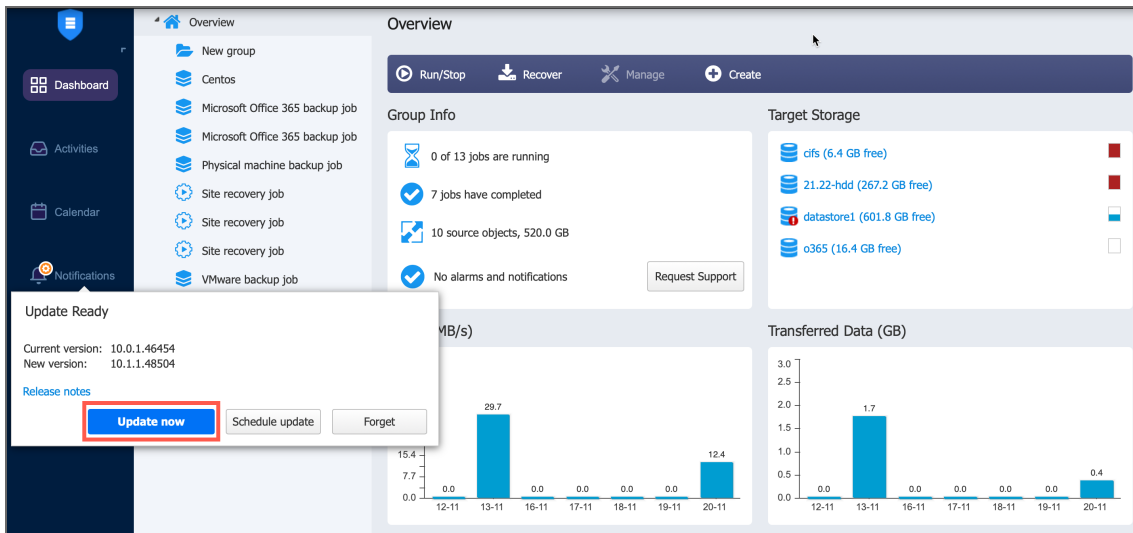 Dashboard
Activities
Calendar
Notifications
Overview
New group
Centos
Microsoft Office 365 backup job
Microsoft Office 365 backup job
Physical machine backup job
Site recovery job
Site recovery job
Site recovery job
VMware backup job
Update Ready
Current version: 10.0.1.46454
New version: 10.1.1.48504
Release notes
Update now Schedule update Forget
Overview
Run/Stop Recover Manage Create
Group Info
0 of 13 jobs are running
7 jobs have completed
10 source objects, 520.0 GB
No alarms and notifications Request Support
Target Storage
cifs (6.4 GB free)
21.22-hdd (267.2 GB free)
datastore1 (601.8 GB free)
o365 (16.4 GB free)
MB/s)
29.7
15.4 12.4
7.7
0.0 0.0 0.0 0.0 0.0
0.0
12-11 13-11 16-11 17-11 18-11 19-11 20-11
Transferred Data (GB)
3.0
2.5
2.0 1.7
1.5
1.0
0.5 0.4
0.0 0.0 0.0 0.0 0.0
0.0
12-11 13-11 16-11 17-11 18-11 19-11 20-11